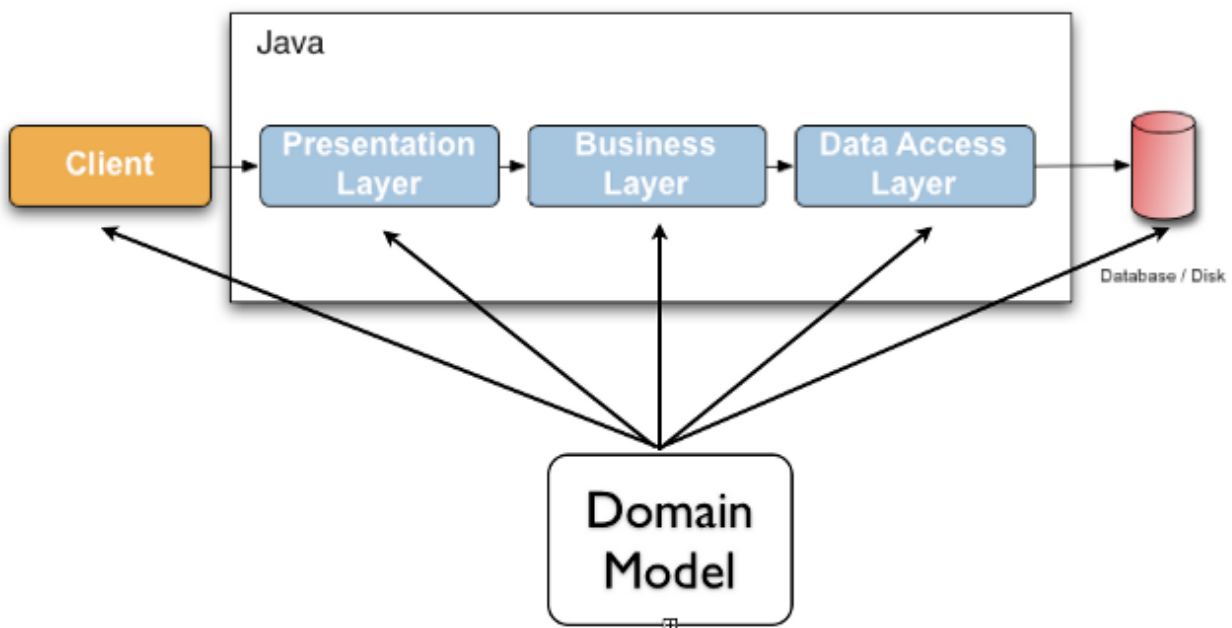 Java
Client
Presentation
Layer
Business
Layer
Data Access
Layer
Database / Disk
Domain
Model